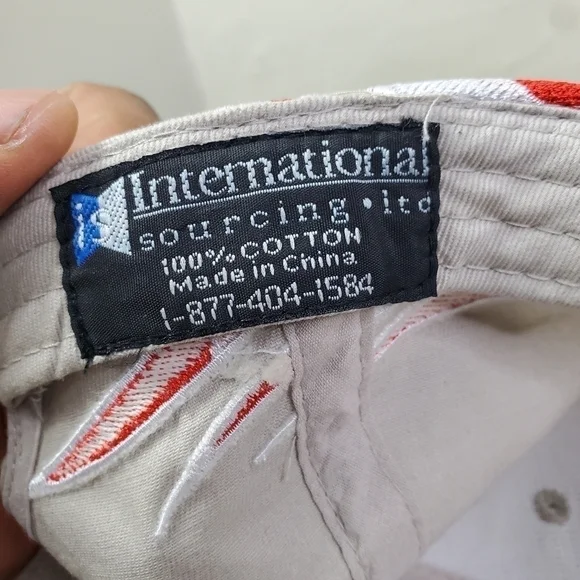 International
sourcing • ltd
100% COTTON
Made in China
1-877-404-1584